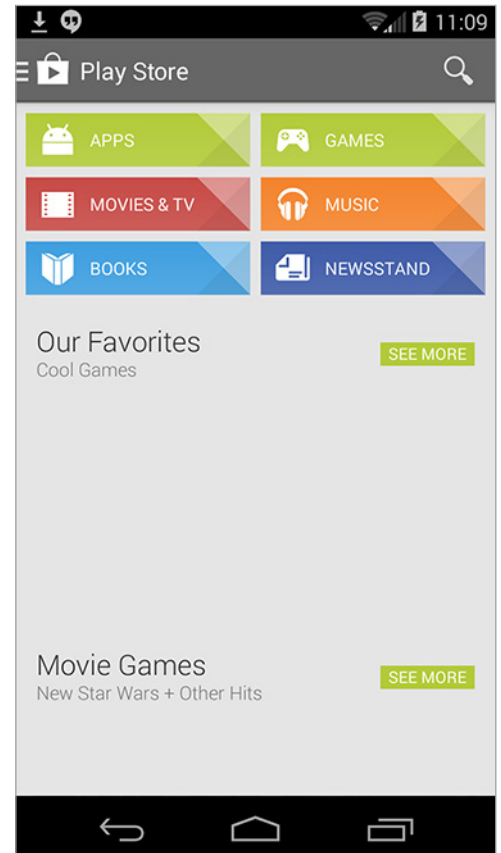 11:09
Play Store
APPS
GAMES
MOVIES & TV
MUSIC
BOOKS
NEWSSTAND
Our Favorites
SEE MORE
Cool Games
Movie Games
SEE MORE
New Star Wars + Other Hits